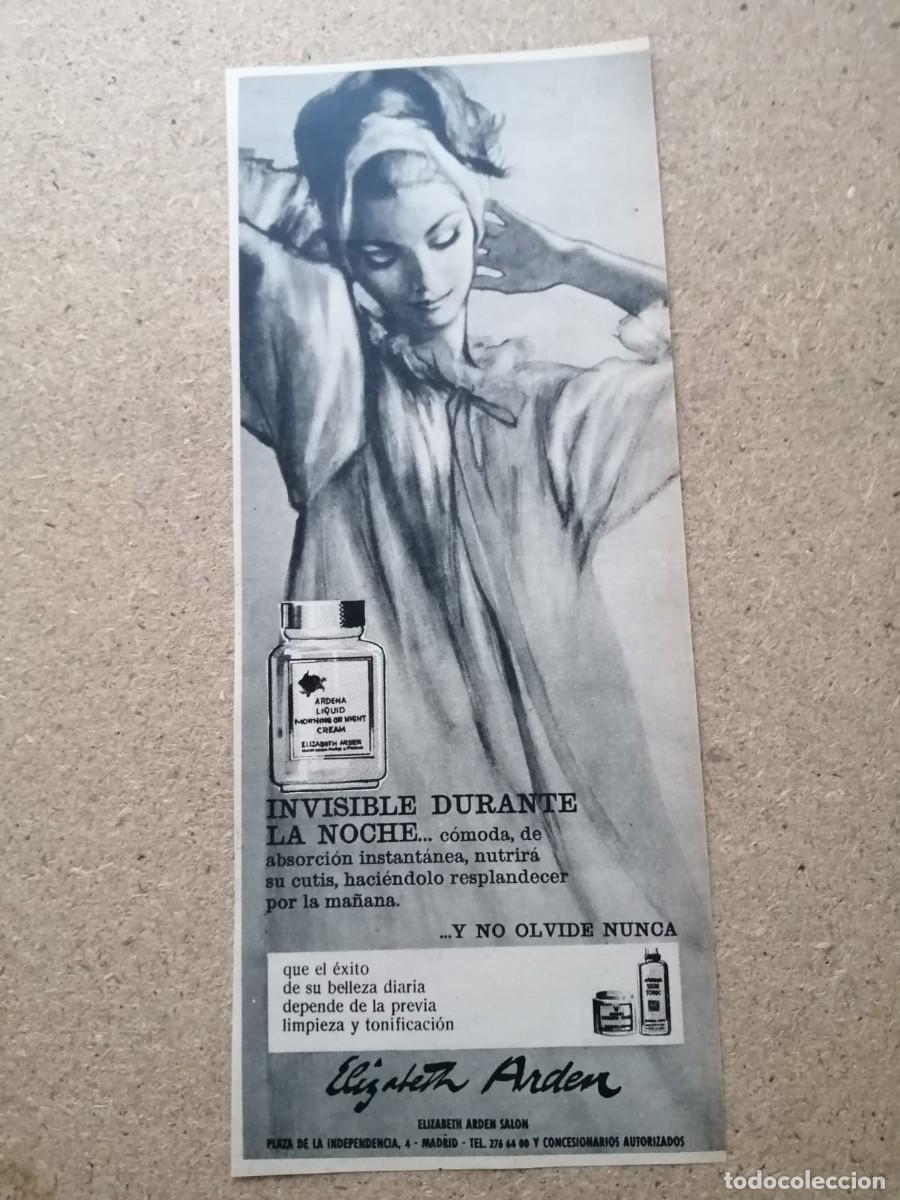 ARDENA
LIQUID
MORNING OR NIGHT
CREAM
ELIZABETH ARDEN
INVISIBLE DURANTE
LA NOCHE... cómoda, de
absorción instantánea, nutrirá
su cutis, haciéndolo resplandecer
por la mañana.
...Y NO OLVIDE NUNCA
que el éxito
de su belleza diaria
depende de la previa
limpieza y tonificación
SKIN
TONIC
Elizabeth Arden
ELIZABETH ARDEN SALON
PLAZA DE LA INDEPENDENCIA, 4 - MADRID - TEL. 276 64 00 Y CONCESIONARIOS AUTORIZADOS
todocoleccion